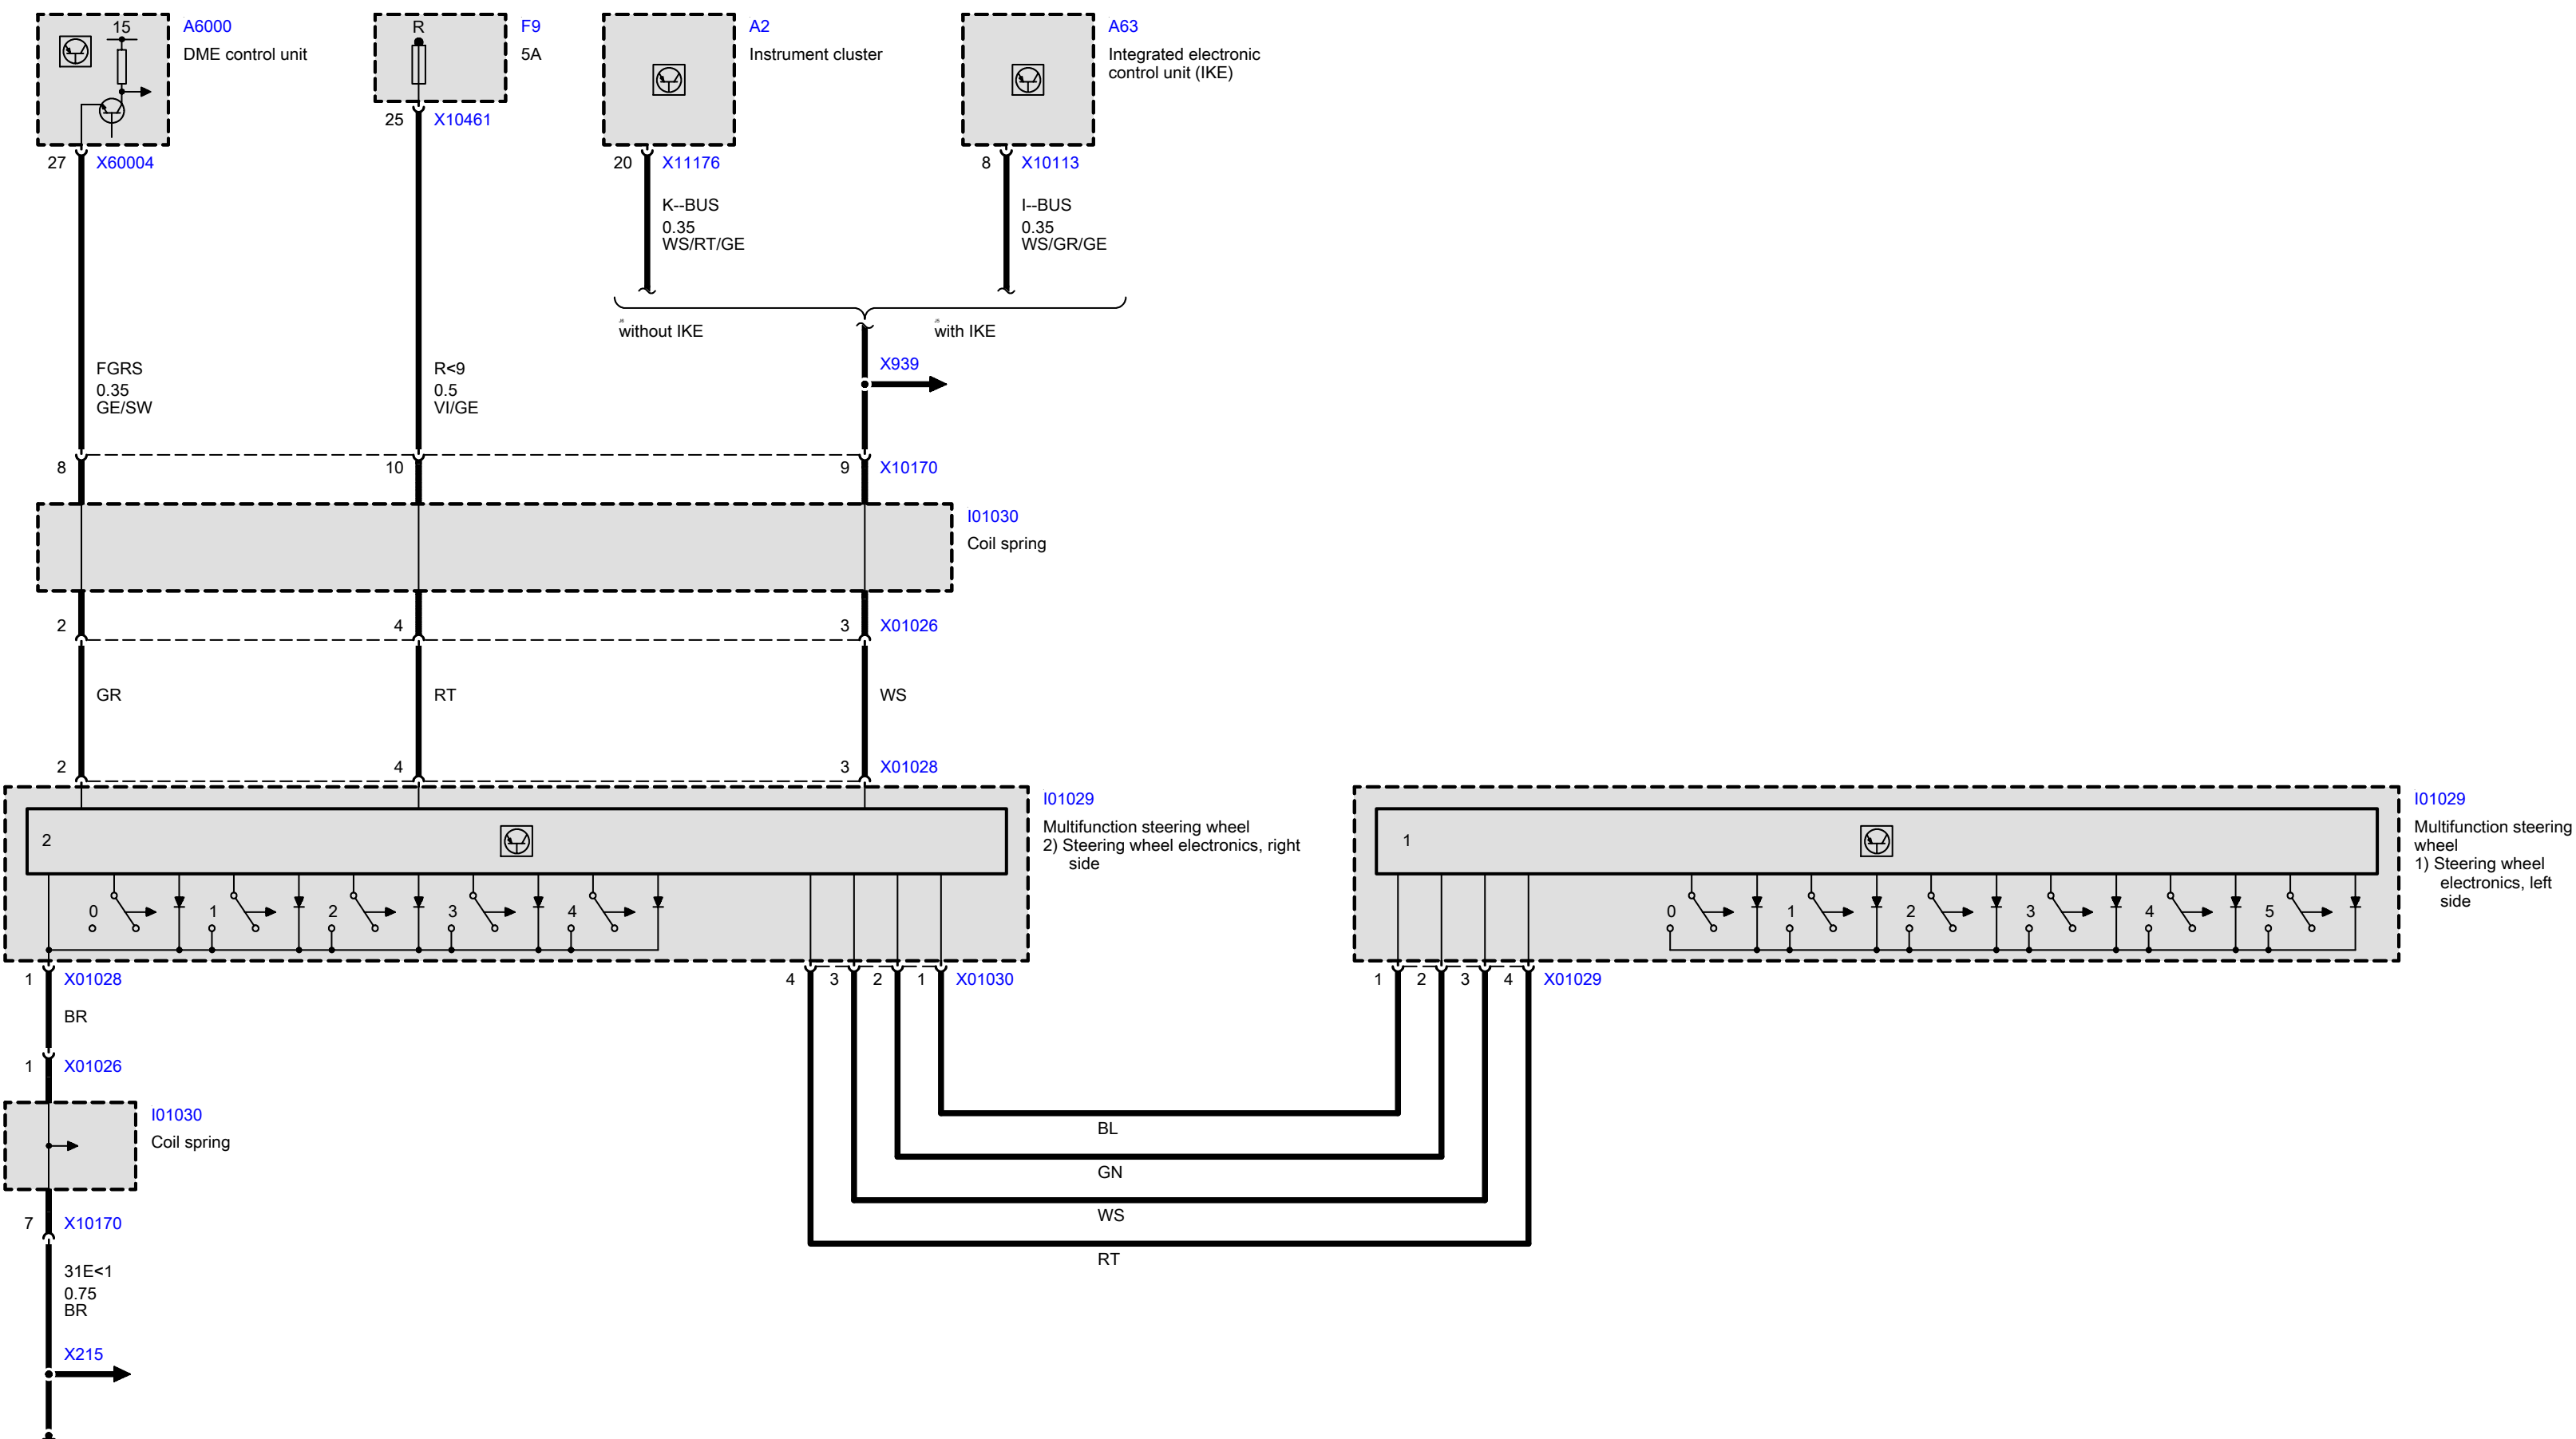 15
A6000
DME control unit
27
X60004
R
F9
5A
25
X10461
A2
Instrument cluster
20
X11176
A63
Integrated electronic
control unit (IKE)
8
X10113
K--BUS
0.35
WS/RT/GE
I--BUS
0.35
WS/GR/GE
without IKE
with IKE
X939
FGRS
0.35
GE/SW
R<9
0.5
VI/GE
8
10
9
X10170
I01030
Coil spring
2
4
3
X01026
GR
RT
WS
2
4
3
X01028
2
I01029
Multifunction steering wheel
2) Steering wheel electronics, right
side
0
1
2
3
4
1
I01029
Multifunction steering
wheel
1) Steering wheel
electronics, left
side
0
1
2
3
4
5
1
X01028
4
3
2
1
X01030
1
2
3
4
X01029
BR
1
X01026
I01030
Coil spring
BL
GN
WS
RT
7
X10170
31E<1
0.75
BR
X215